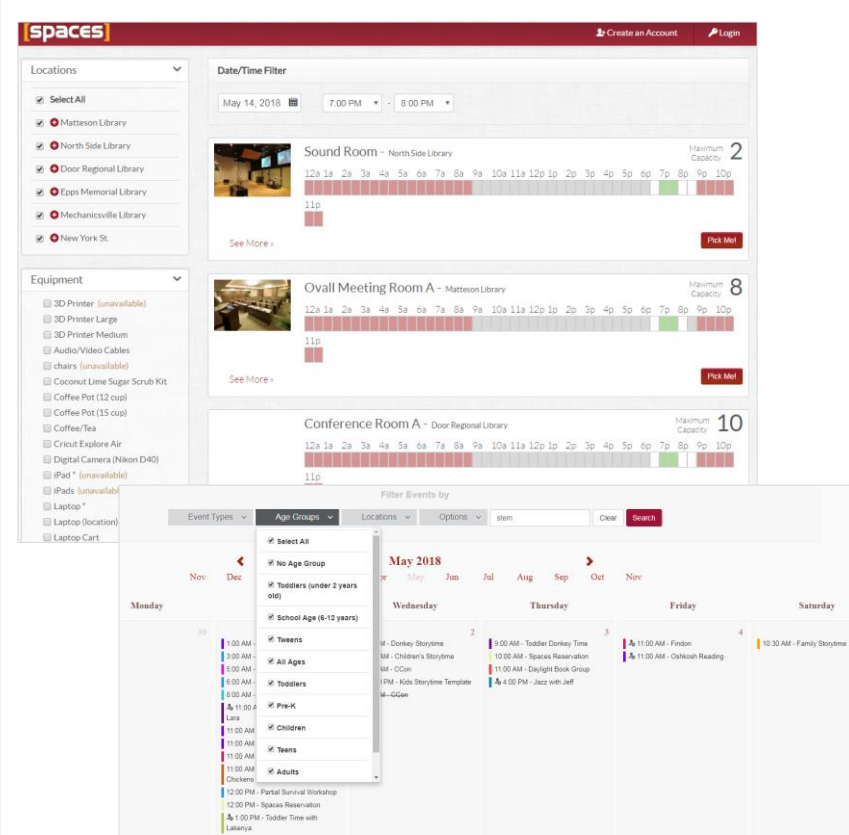 [spaces]
Create an Account
Login
Locations
Select All
Matteson Library
North Side Library
Door Regional Library
Epps Memorial Library
Mechanicsville Library
New York St.
Equipment
3D Printer (unavailable)
3D Printer Large
3D Printer Medium
Audio/Video Cables
chairs (unavailable)
Coconut Lime Sugar Scrub Kit
Coffee Pot (12 cup)
Coffee Pot (15 cup)
Coffee/Tea
Cricut Explore Air
Digital Camera (Nikon D40)
iPad * (unavailable)
iPads
Laptop *
Laptop (location)
Laptop Cart
Date/Time Filter
May 14, 2018 7:00 PM - 8:00 PM
Sound Room - North Side Library
Maximum Capacity 2
12a 1a 2a 3a 4a 5a 6a 7a 8a 9a 10a 11a 12p 1p 2p 3p 4p 5p 6p 7p 8p 9p 10p
11p
See More »
Pick Me!
Ovall Meeting Room A - Matteson Library
Maximum Capacity 8
12a 1a 2a 3a 4a 5a 6a 7a 8a 9a 10a 11a 12p 1p 2p 3p 4p 5p 6p 7p 8p 9p 10p
11p
See More »
Pick Me!
Conference Room A - Door Regional Library
Maximum Capacity 10
12a 1a 2a 3a 4a 5a 6a 7a 8a 9a 10a 11a 12p 1p 2p 3p 4p 5p 6p 7p 8p 9p 10p
11p
Filter Events by
Event Types Age Groups Locations Options stem Clear Search
Select All
No Age Group
Toddlers (under 2 years
old)
School Age (6-12 years)
Tweens
All Ages
Toddlers
Pre-K
Children
Teens
Adults
May 2018
Nov Dec May Jun Jul Aug Sep Oct Nov
Monday Wednesday Thursday Friday Saturday
30
1:00 AM -
3:00 AM -
5:00 AM -
6:00 AM -
8:00 AM -
11:00 A
Lara
11:00 AM
11:00 AM
11:00 AM
11:00 AM
Chickens
12:00 PM - Partial Survival Workshop
12:00 PM - Spaces Reservation
1:00 PM - Toddler Time with
Lakenya
2
- Donkey Storytime
- Children's Storytime
- CCon
PM - Kids Storytime Template
- CCon
3
9:00 AM - Toddler Donkey Time
10:00 AM - Spaces Reservation
11:00 AM - Daylight Book Group
4:00 PM - Jazz with Jeff
4
11:00 AM - Findon
11:00 AM - Oshkosh Reading
10:30 AM - Family Storytime